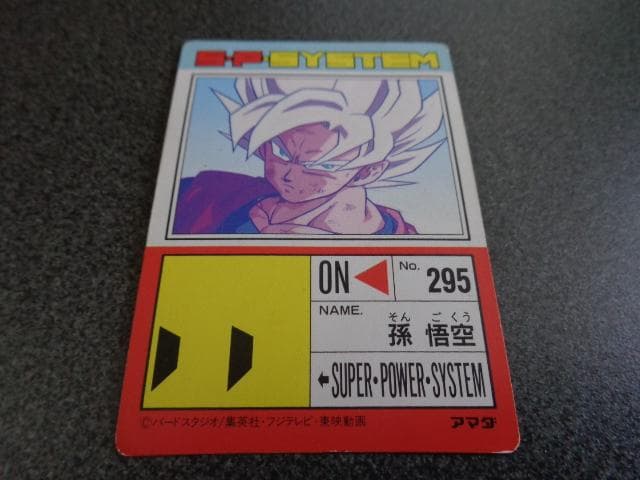 S·P·SYSTEM
ON No. 295
NAME.
そん ごくう
孫 悟空
←SUPER·POWER·SYSTEM
©バードスタジオ/集英社・フジテレビ・東映動画 アマダ